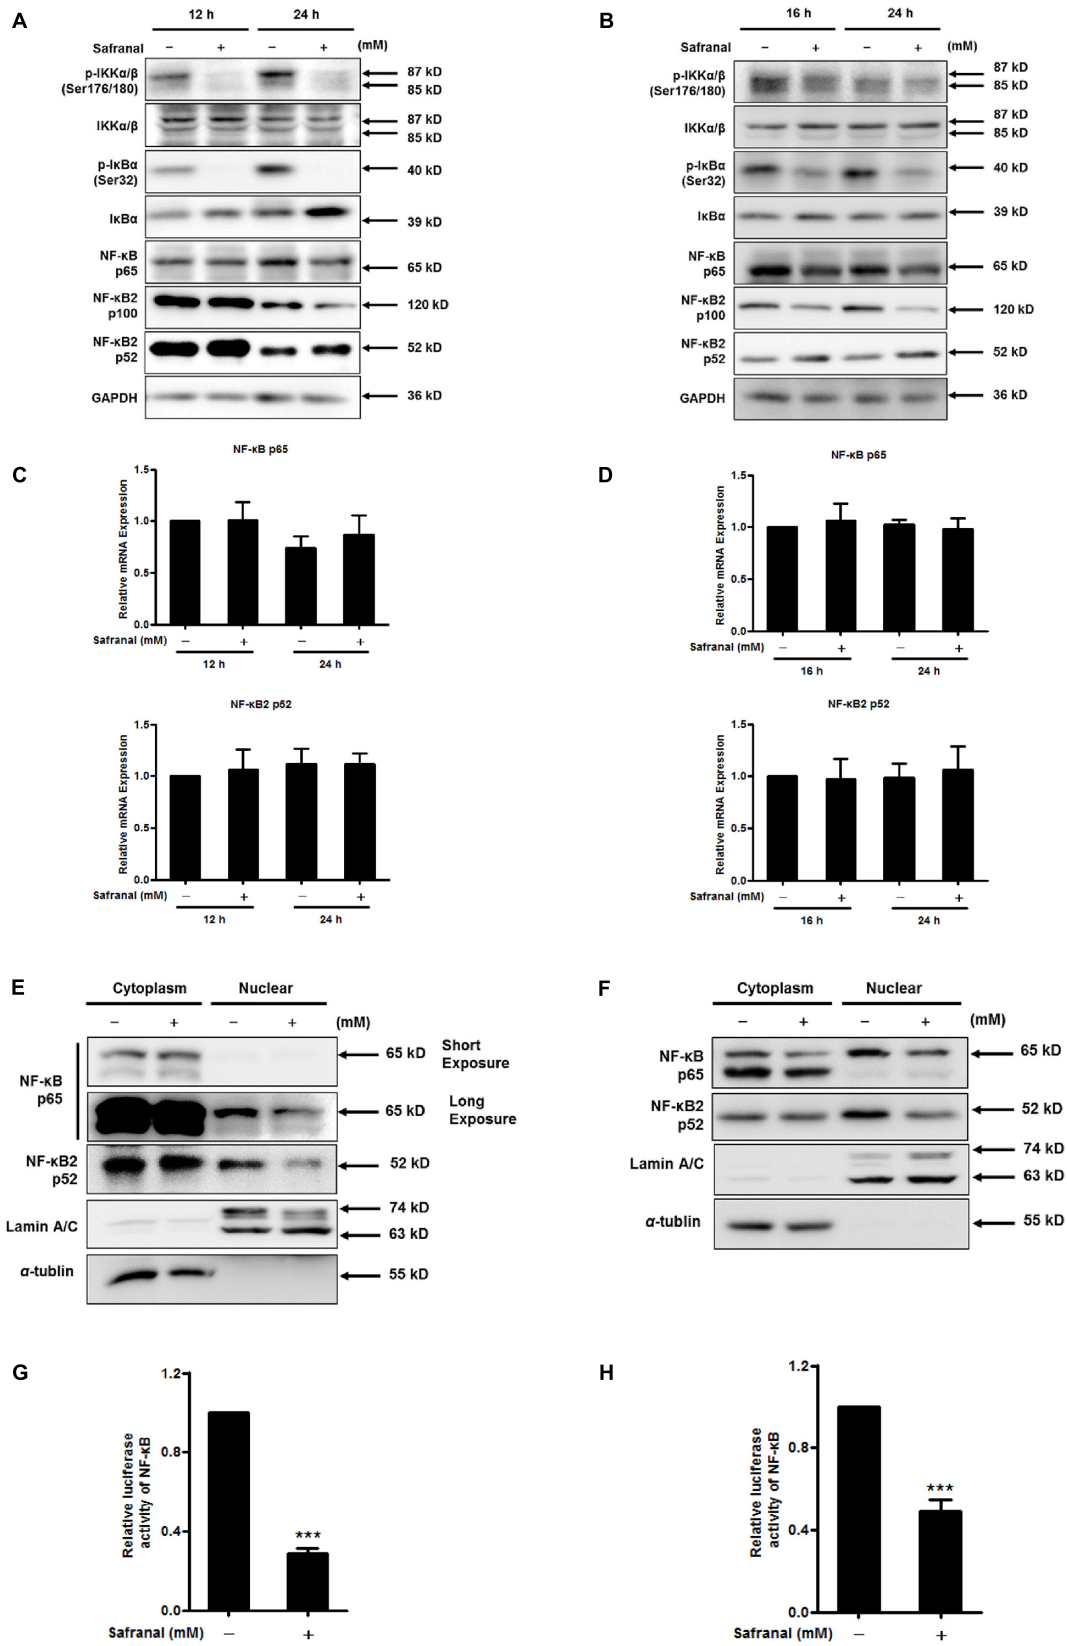 A
12 h
24 h
Safranal
–
+
–
+
(mM)
p-IKKα/β
(Ser176/180)
87 kD
85 kD
IKKα/β
87 kD
85 kD
p-IκBα
(Ser32)
40 kD
IκBα
39 kD
NF-κB
p65
65 kD
NF-κB2
p100
120 kD
NF-κB2
p52
52 kD
GAPDH
36 kD
B
16 h
24 h
Safranal
–
+
–
+
(mM)
p-IKKα/β
(Ser176/180)
87 kD
85 kD
IKKα/β
87 kD
85 kD
p-IκBα
(Ser32)
40 kD
IκBα
39 kD
NF-κB
p65
65 kD
NF-κB2
p100
120 kD
NF-κB2
p52
52 kD
GAPDH
36 kD
C
NF-κB p65
Relative mRNA Expression
1.5
1.0
0.5
0.0
Safranal (mM)
–
+
–
+
12 h
24 h
NF-κB2 p52
Relative mRNA Expression
1.5
1.0
0.5
0.0
Safranal (mM)
–
+
–
+
12 h
24 h
D
NF-κB p65
Relative mRNA Expression
1.5
1.0
0.5
0.0
Safranal (mM)
–
+
–
+
16 h
24 h
NF-κB2 p52
Relative mRNA Expression
1.5
1.0
0.5
0.0
Safranal (mM)
–
+
–
+
16 h
24 h
E
Cytoplasm
Nuclear
–
+
–
+
(mM)
NF-κB
p65
65 kD
Short
Exposure
65 kD
Long
Exposure
NF-κB2
p52
52 kD
Lamin A/C
74 kD
63 kD
α-tublin
55 kD
F
Cytoplasm
Nuclear
–
+
–
+
(mM)
NF-κB
p65
65 kD
NF-κB2
p52
52 kD
Lamin A/C
74 kD
63 kD
α-tublin
55 kD
G
Relative luciferase
activity of NF-κB
1.2
0.8
0.4
0.0
***
Safranal (mM)
–
+
H
Relative luciferase
activity of NF-κB
1.2
0.8
0.4
0.0
***
Safranal (mM)
–
+